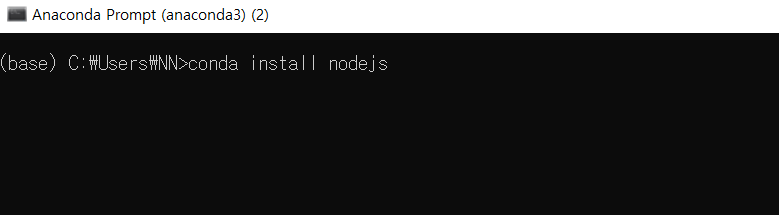 Anaconda Prompt (anaconda3) (2)
(base) C:₩Users₩NN>conda install nodejs